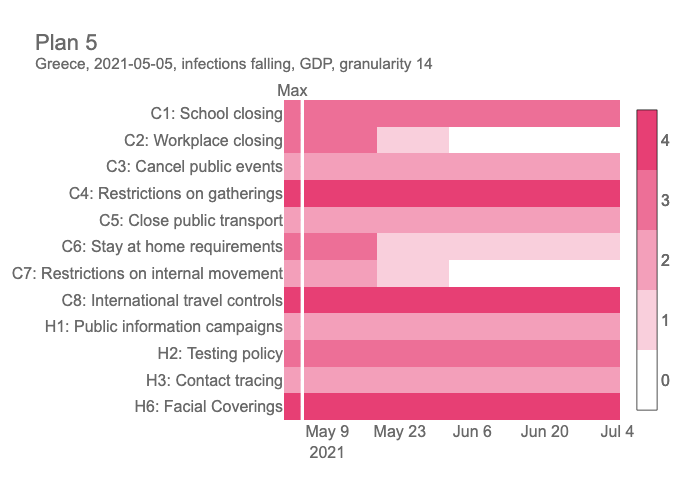 Plan 5
Greece, 2021-05-05, infections falling, GDP, granularity 14
Max
C1: School closing
C2: Workplace closing
C3: Cancel public events
C4: Restrictions on gatherings
C5: Close public transport
C6: Stay at home requirements
C7: Restrictions on internal movement
C8: International travel controls
H1: Public information campaigns
H2: Testing policy
H3: Contact tracing
H6: Facial Coverings
May 9 May 23 Jun 6 Jun 20 Jul 4
2021
4
3
2
1
0